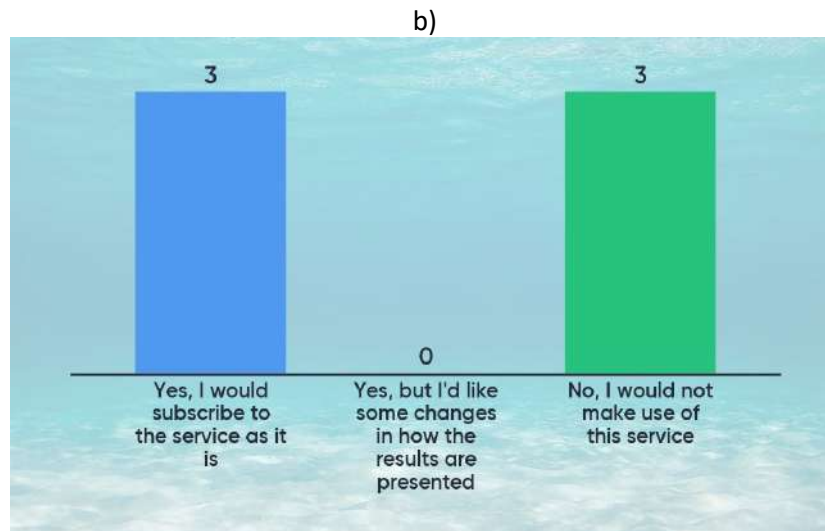 b)
3
3
0
Yes, I would
subscribe to
the service as it
is
Yes, but I'd like
some changes
in how the
results are
presented
No, I would not
make use of
this service